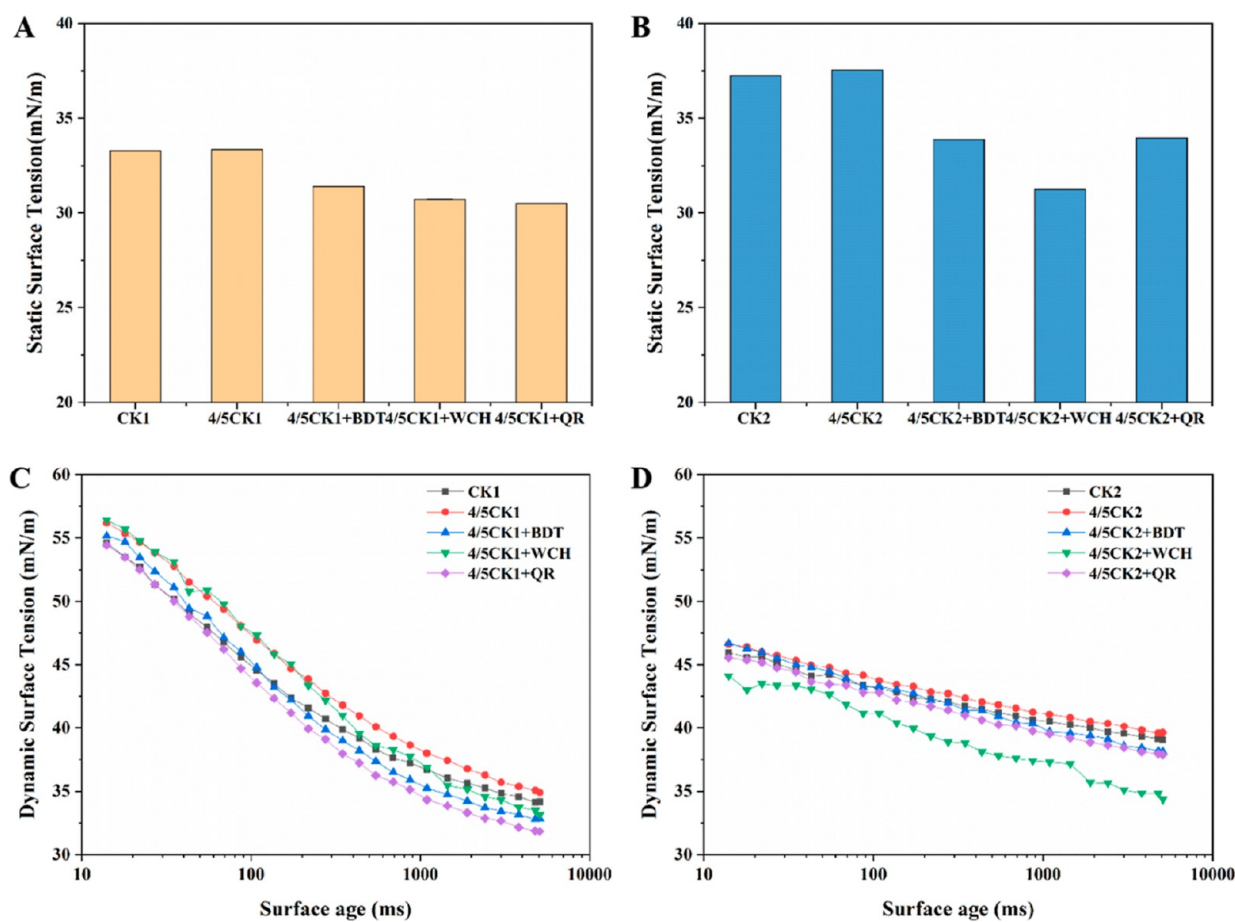 A
Static Surface Tension(mN/m)
40
35
30
25
20
CK1 4/5CK1 4/5CK1+BDT 4/5CK1+WCH 4/5CK1+QR
B
Static Surface Tension(mN/m)
40
35
30
25
20
CK2 4/5CK2 4/5CK2+BDT 4/5CK2+WCH 4/5CK2+QR
C
Dynamic Surface Tension (mN/m)
60
55
50
45
40
35
30
CK1
4/5CK1
4/5CK1+BDT
4/5CK1+WCH
4/5CK1+QR
10 100 1000 10000
Surface age (ms)
D
Dynamic Surface Tension (mN/m)
60
55
50
45
40
35
30
CK2
4/5CK2
4/5CK2+BDT
4/5CK2+WCH
4/5CK2+QR
10 100 1000 10000
Surface age (ms)